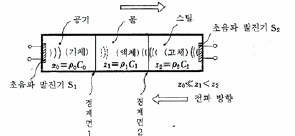 공기 물 스틸
(기체) (액체) (고체)
z₀=ρ₀C₀ z₁=ρ₁C₁ z₂=ρ₂C₂
초음파 발진기 S₁
초음파 발진기 S₂
경계면 1
경계면 2
z₀≪z₁<z₂
전파 방향